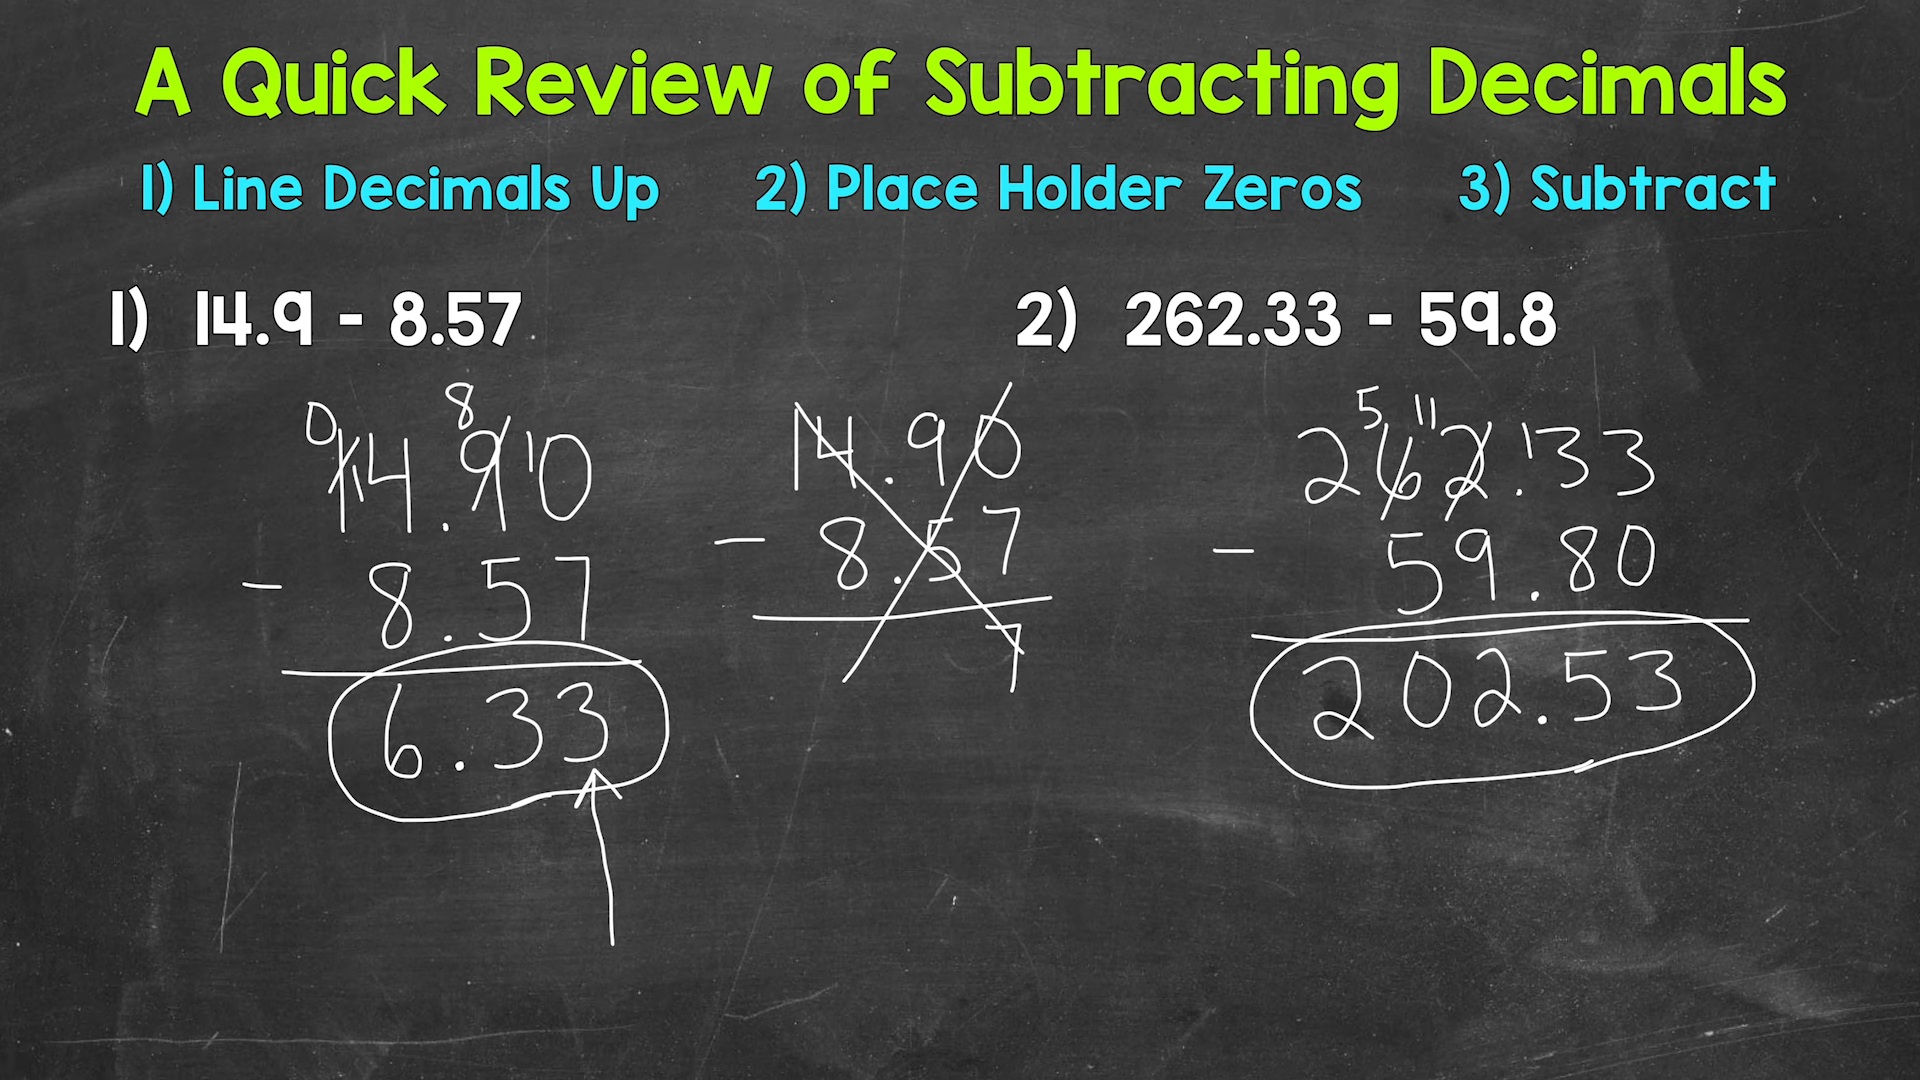 A Quick Review of Subtracting Decimals
1) Line Decimals Up 2) Place Holder Zeros 3) Subtract
1) 14.9 - 8.57
0 8
14.910
- 8.57
6.33
14.90
- 8.57
7
2) 262.33 - 59.8
5 11
262.133
- 59.80
202.53